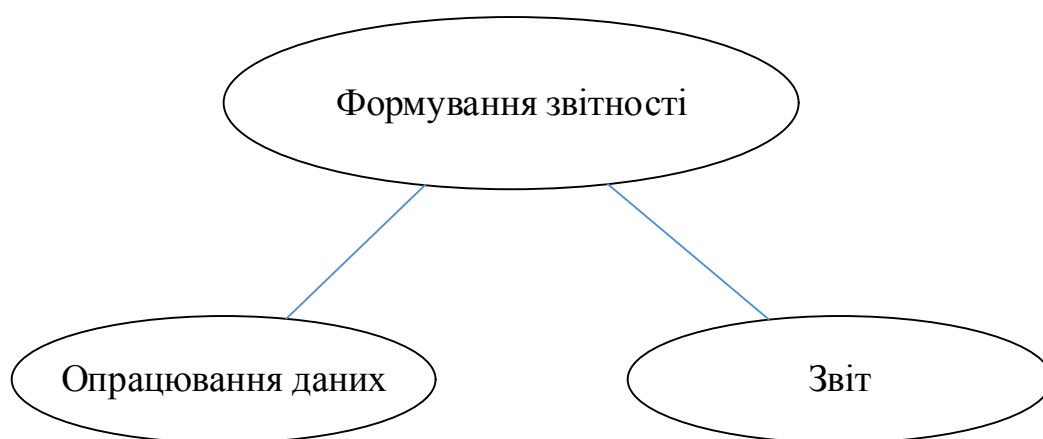 Формування звітності
Опрацювання даних
Звіт